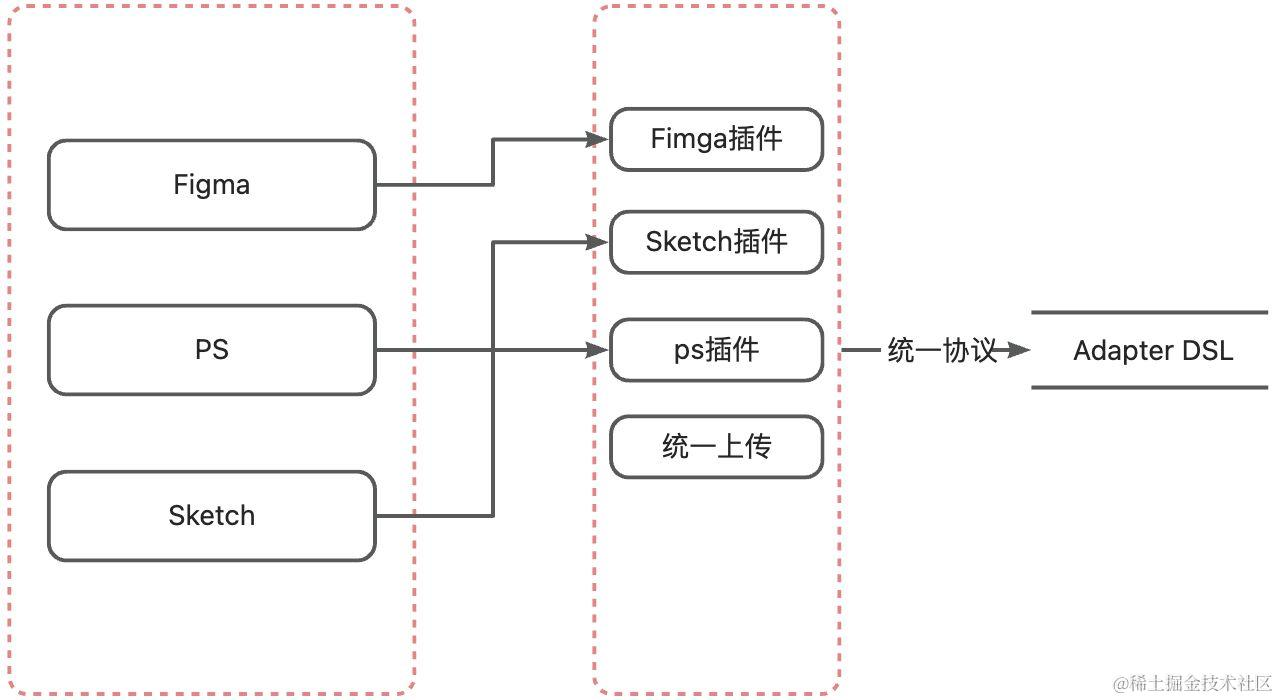 Figma
PS
Sketch
Fimga插件
Sketch插件
ps插件
统一上传
统一协议
Adapter DSL
@稀土掘金技术社区